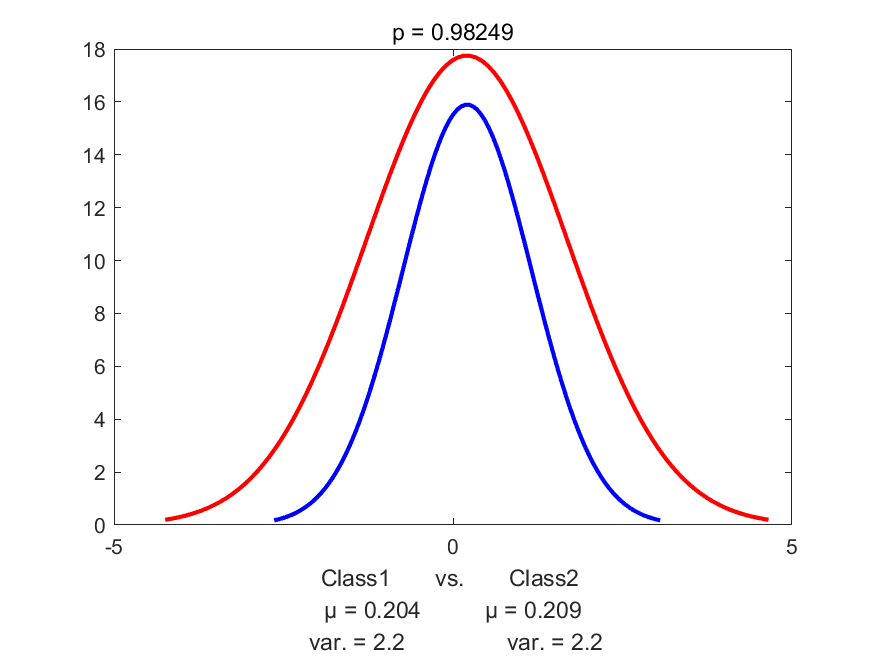 p = 0.98249
18
16
14
12
10
8
6
4
2
0
-5 0 5
Class1 vs. Class2
μ = 0.204 μ = 0.209
var. = 2.2 var. = 2.2